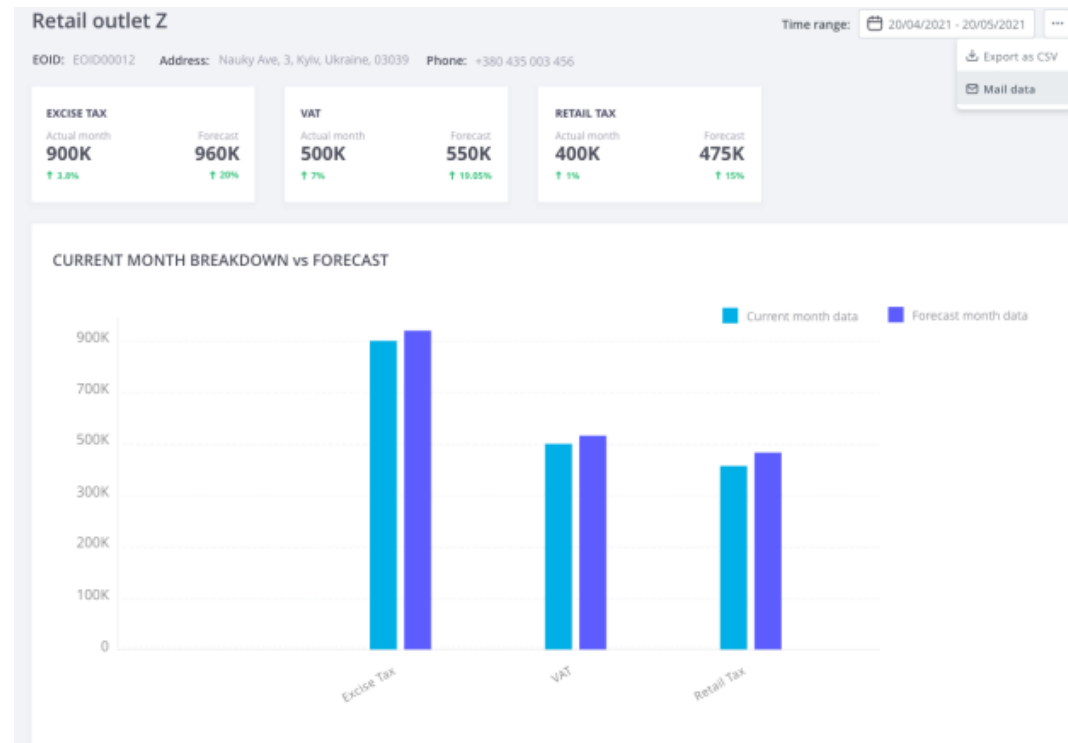 Retail outlet Z
Time range: 20/04/2021 - 20/05/2021 ...
EOID: EOID00012 Address: Nauky Ave, 3, Kyiv, Ukraine, 03039 Phone: +380 435 003 456
Export as CSV
Mail data
EXCISE TAX
Actual month Forecast
900K 960K
↑ 3.8% ↑ 20%
VAT
Actual month Forecast
500K 550K
↑ 7% ↑ 19.05%
RETAIL TAX
Actual month Forecast
400K 475K
↑ 1% ↑ 15%
CURRENT MONTH BREAKDOWN vs FORECAST
Current month data Forecast month data
900K
700K
500K
300K
200K
100K
0
Excise Tax VAT Retail Tax